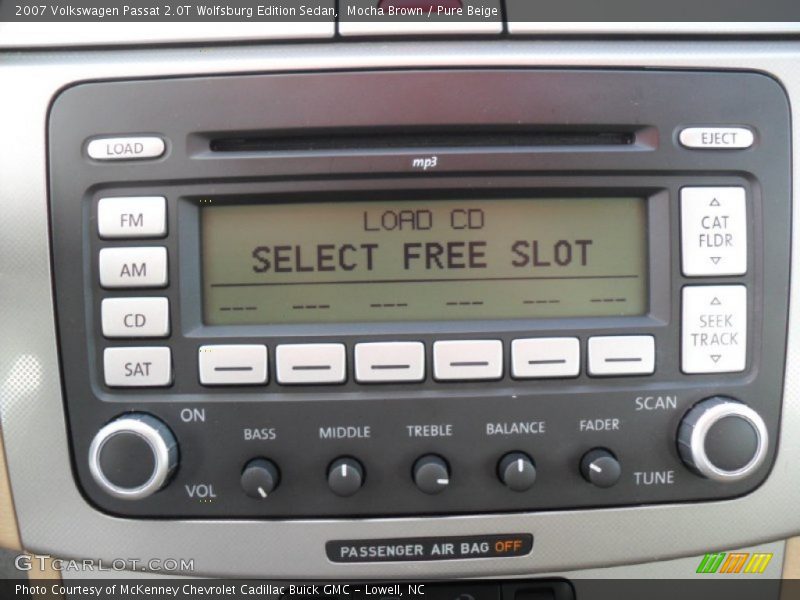 2007 Volkswagen Passat 2.0T Wolfsburg Edition Sedan, Mocha Brown / Pure Beige
LOAD
EJECT
mp3
FM
AM
CD
SAT
LOAD CD
SELECT FREE SLOT
--- --- --- --- --- ---
CAT
FLDR
SEEK
TRACK
ON
VOL
BASS
MIDDLE
TREBLE
BALANCE
FADER
SCAN
TUNE
PASSENGER AIR BAG OFF
GTCARLOT.COM
Photo Courtesy of McKenney Chevrolet Cadillac Buick GMC - Lowell, NC